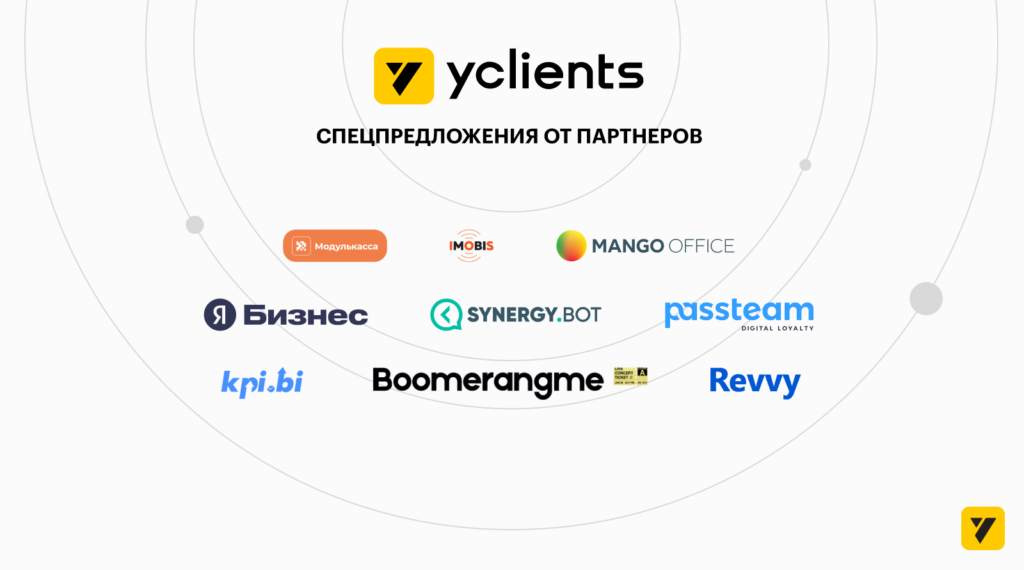 yclients
СПЕЦПРЕДЛОЖЕНИЯ ОТ ПАРТНЕРОВ
Модулькасса
IMOBIS
MANGO OFFICE
Я Бизнес
SYNERGY.BOT
passteam
DIGITAL LOYALTY
kpi.bi
Boomerangme
Revvy